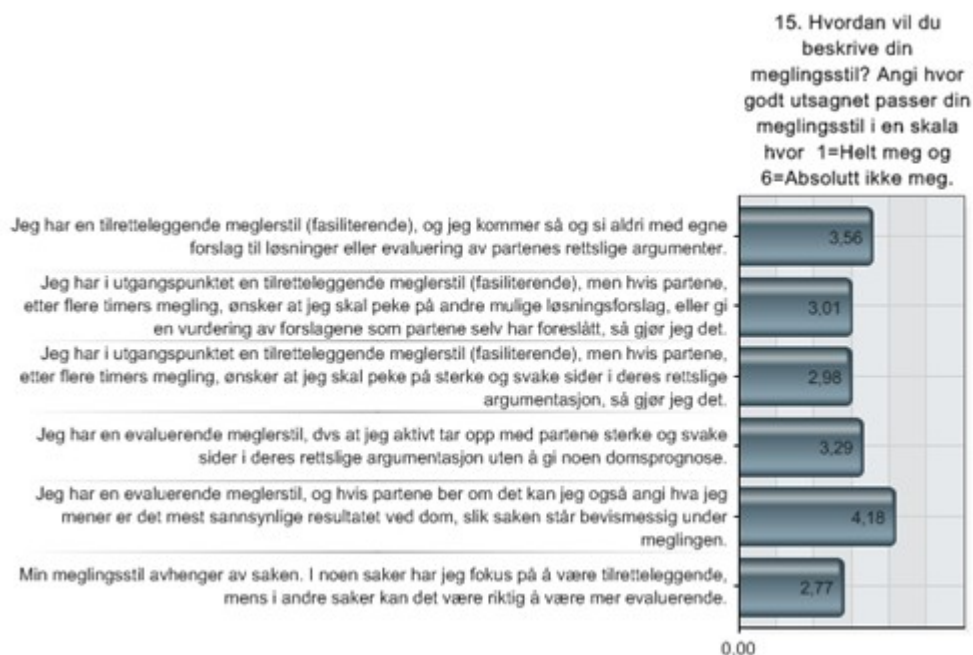 15. Hvordan vil du
beskrive din
meglingsstil? Angi hvor
godt utsagnet passer din
meglingsstil i en skala
hvor 1=Helt meg og
6=Absolutt ikke meg.
Jeg har en tilretteleggende meglerstil (fasiliterende), og jeg kommer så og si aldri med egne
forslag til løsninger eller evaluering av partenes rettslige argumenter.
3,56
Jeg har i utgangspunktet en tilretteleggende meglerstil (fasiliterende), men hvis partene,
etter flere timers megling, ønsker at jeg skal peke på andre mulige løsningsforslag, eller gi
en vurdering av forslagene som partene selv har foreslått, så gjør jeg det.
3,01
Jeg har i utgangspunktet en tilretteleggende meglerstil (fasiliterende), men hvis partene,
etter flere timers megling, ønsker at jeg skal peke på sterke og svake sider i deres rettslige
argumentasjon, så gjør jeg det.
2,98
Jeg har en evaluerende meglerstil, dvs at jeg aktivt tar opp med partene sterke og svake
sider i deres rettslige argumentasjon uten å gi noen domsprognose.
3,29
Jeg har en evaluerende meglerstil, og hvis partene ber om det kan jeg også angi hva jeg
mener er det mest sannsynlige resultatet ved dom, slik saken står bevismessig under
meglingen.
4,18
Min meglingsstil avhenger av saken. I noen saker har jeg fokus på å være tilretteleggende,
mens i andre saker kan det være riktig å være mer evaluerende.
2,77
0.00